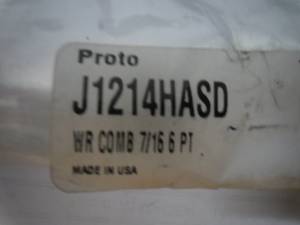 Proto
J1214HASD
WR COMB 7/16 6 PT
MADE IN USA